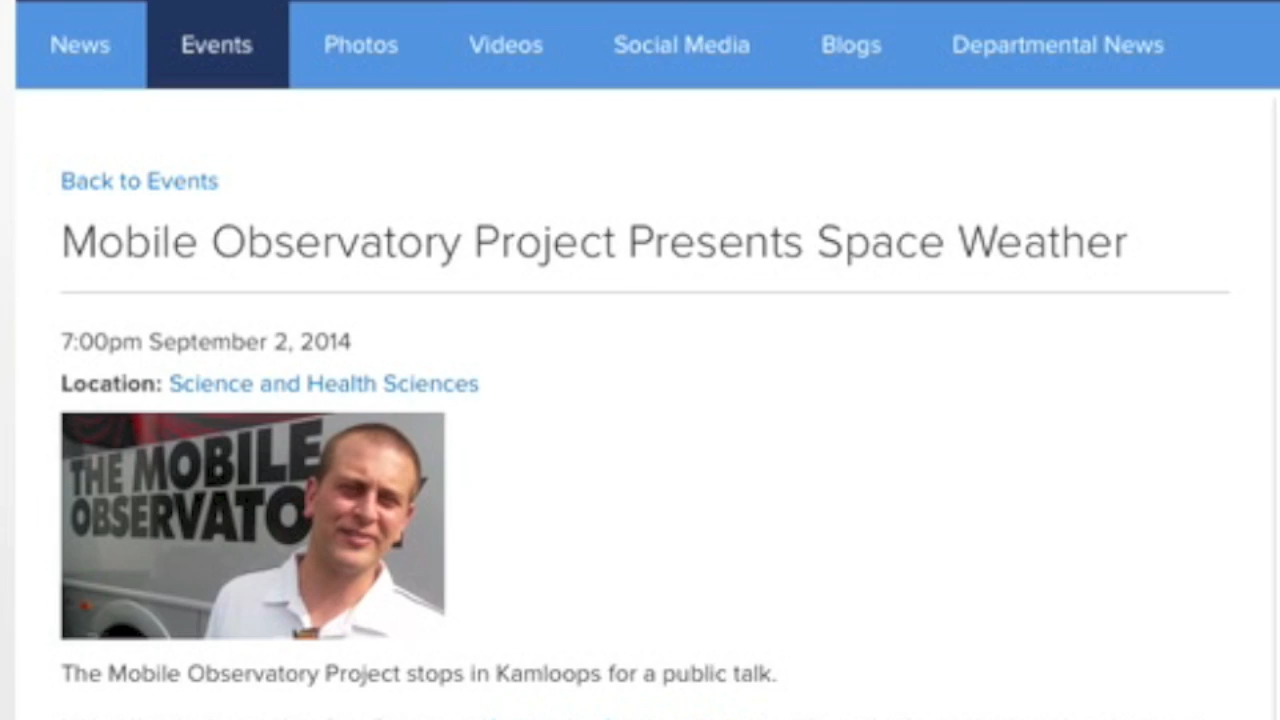 News Events Photos Videos Social Media Blogs Departmental News
Back to Events
Mobile Observatory Project Presents Space Weather
7:00pm September 2, 2014
Location: Science and Health Sciences
THE MOBILE
OBSERVATO
The Mobile Observatory Project stops in Kamloops for a public talk.